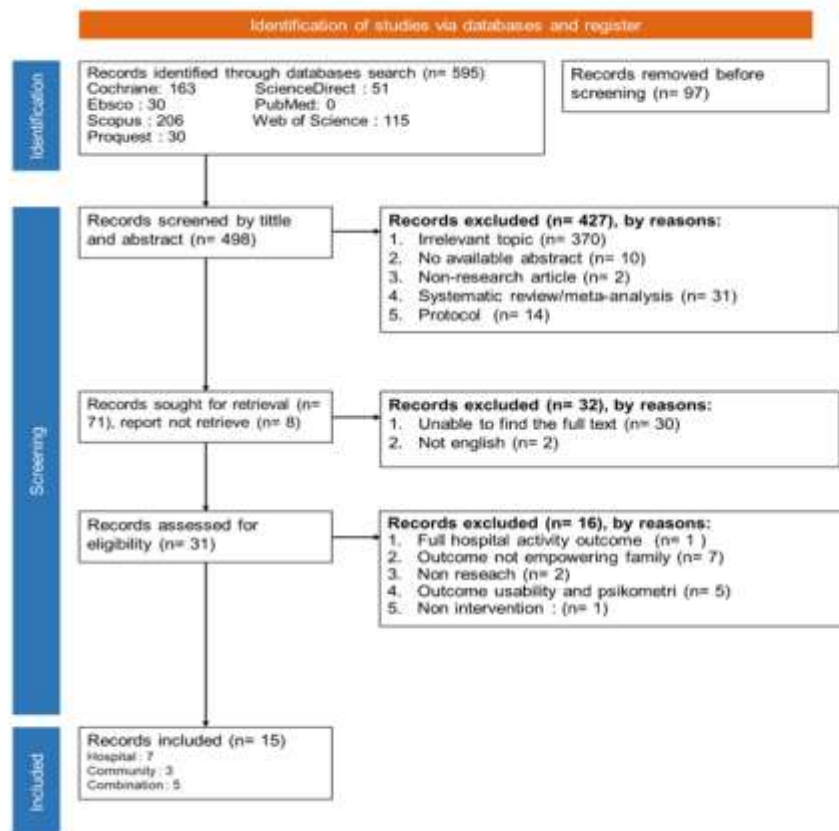 Identification of studies via databases and register
Identification
Records identified through databases search (n= 595)
Cochrane: 163 ScienceDirect : 51
Ebsco : 30 PubMed: 0
Scopus : 206 Web of Science : 115
Proquest : 30
Records removed before
screening (n= 97)
Screening
Records screened by tittle
and abstract (n= 498)
Records excluded (n= 427), by reasons:
1. Irrelevant topic (n= 370)
2. No available abstract (n= 10)
3. Non-research article (n= 2)
4. Systematic review/meta-analysis (n= 31)
5. Protocol (n= 14)
Records sought for retrieval (n=
71), report not retrieve (n= 8)
Records excluded (n= 32), by reasons:
1. Unable to find the full text (n= 30)
2. Not english (n= 2)
Records assessed for
eligibility (n= 31)
Records excluded (n= 16), by reasons:
1. Full hospital activity outcome (n= 1 )
2. Outcome not empowering family (n= 7)
3. Non reseach (n= 2)
4. Outcome usability and psikometri (n= 5)
5. Non intervention : (n= 1)
Included
Records included (n= 15)
Hospital : 7
Community : 3
Combination : 5